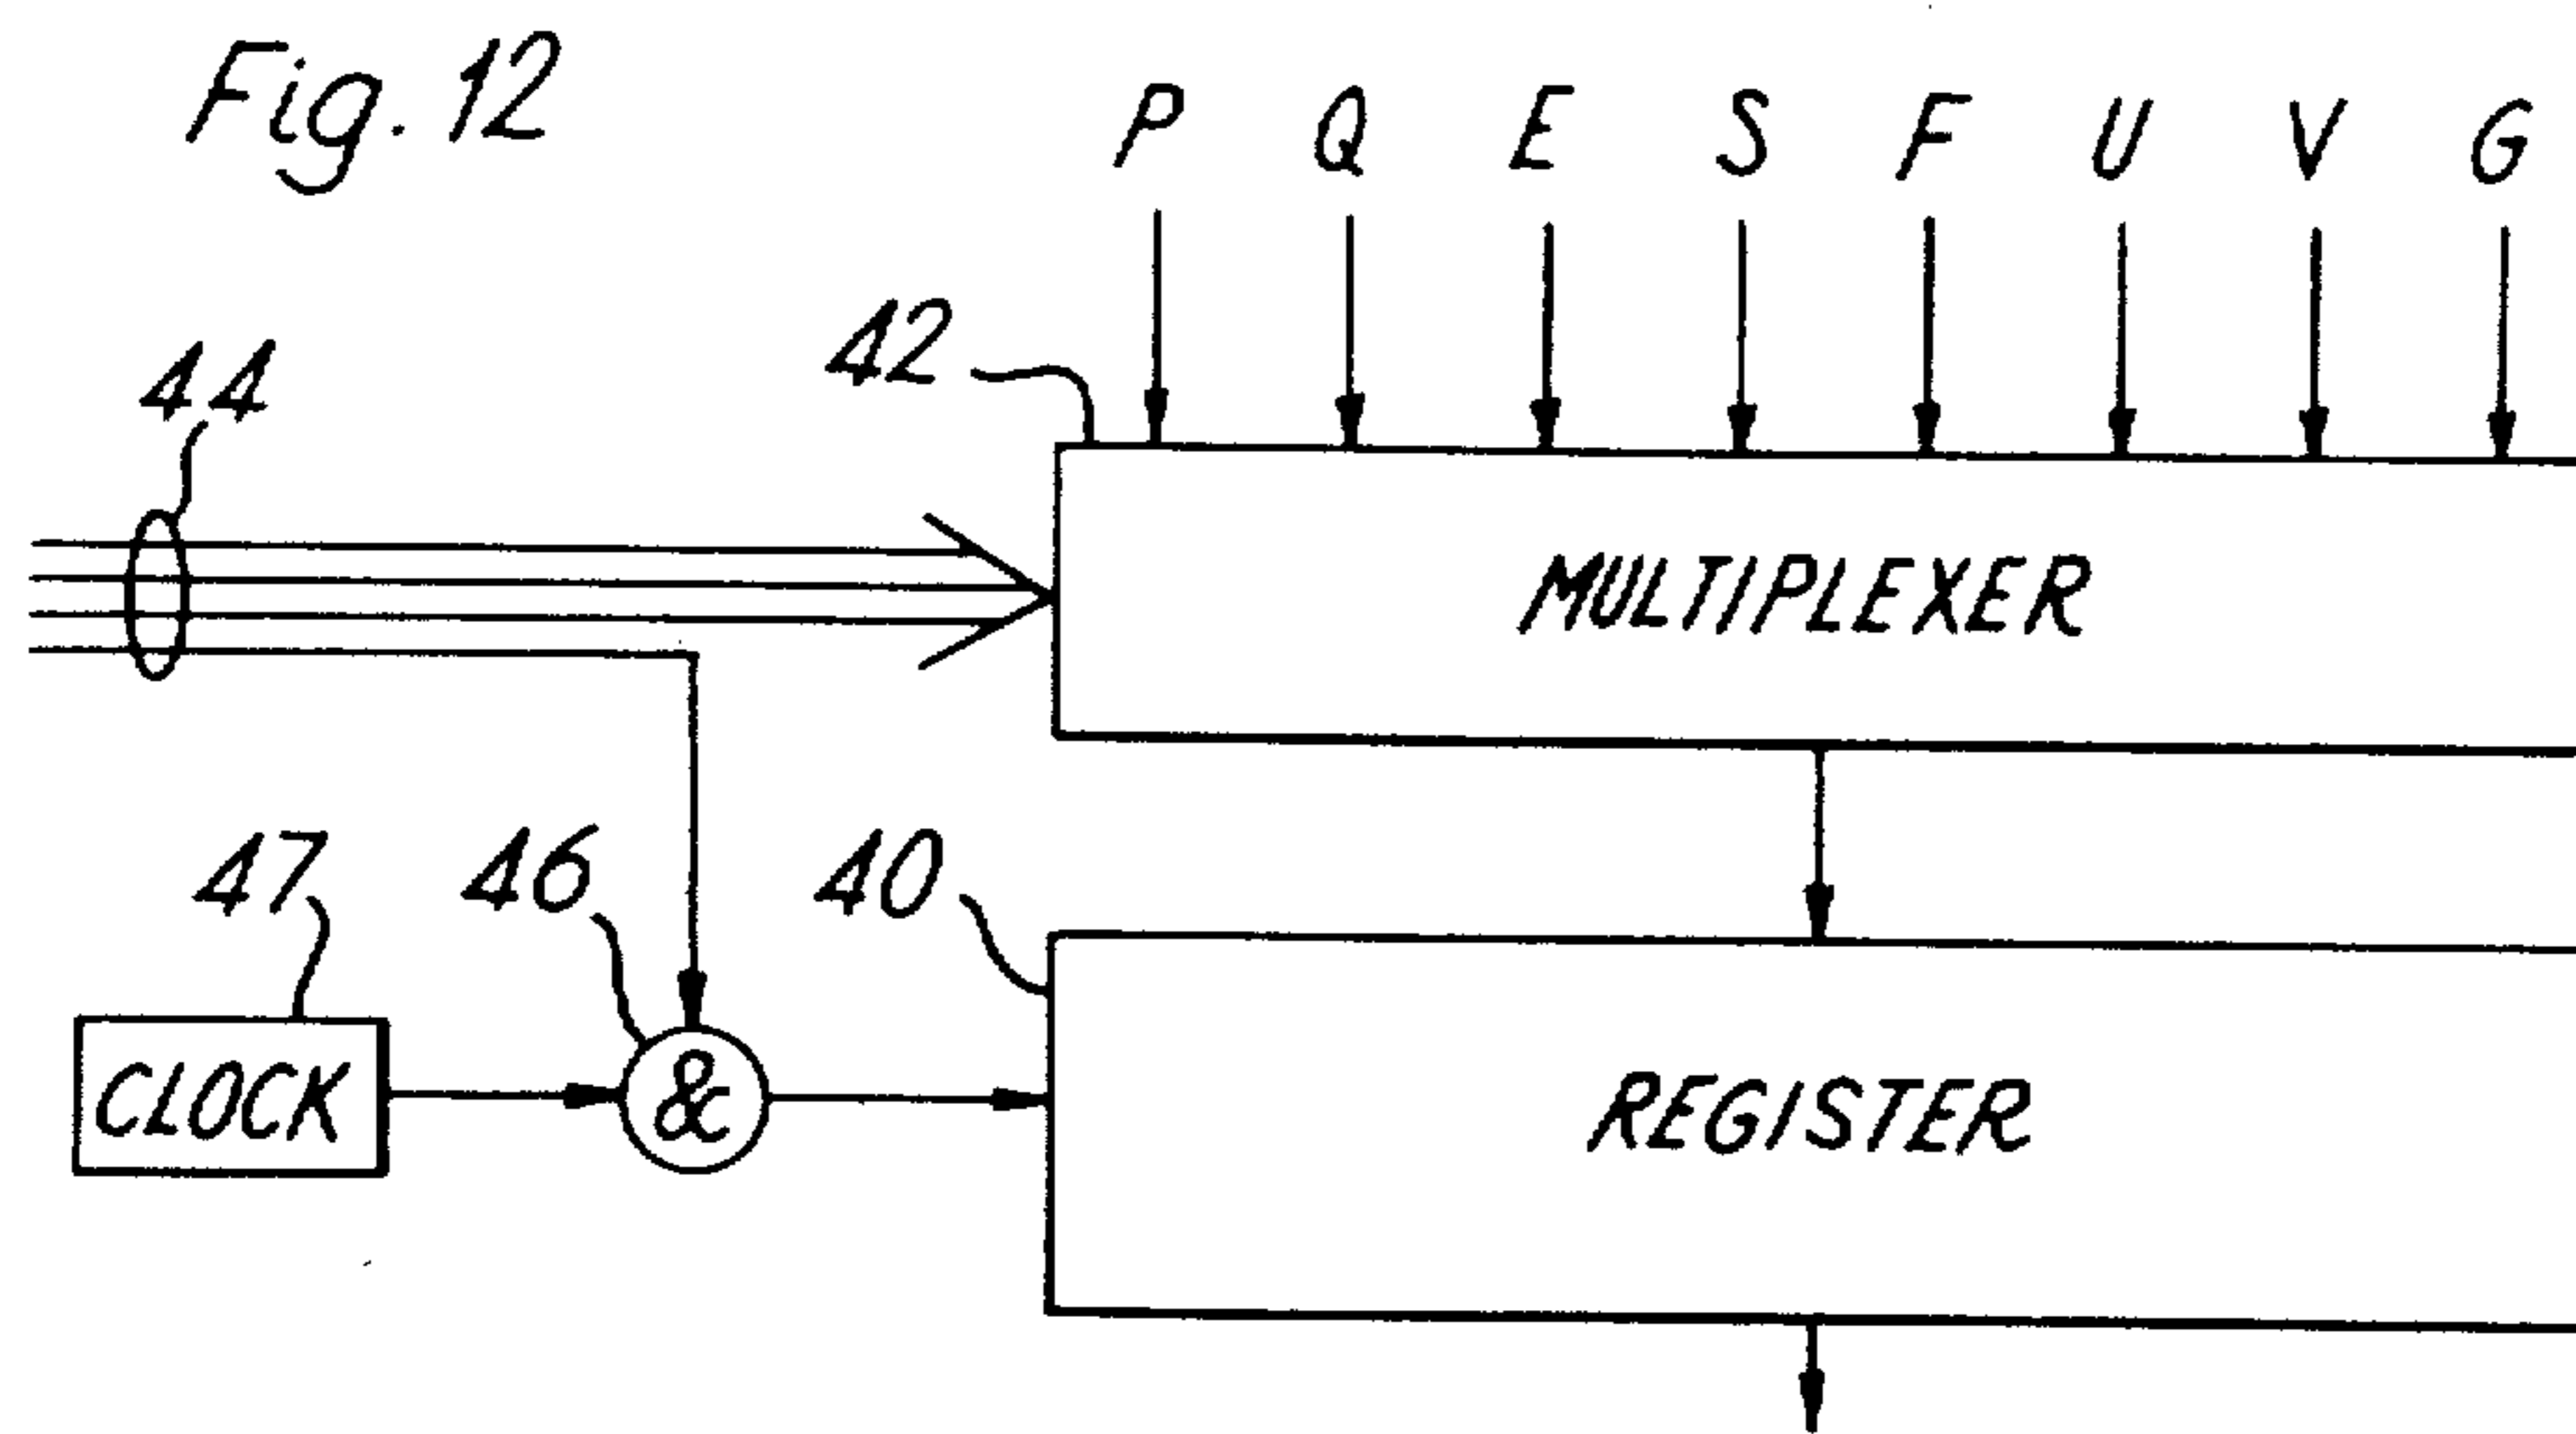 Fig. 12
P Q E S F U V G
42
44
MULTIPLEXER
47 46 40
CLOCK & REGISTER